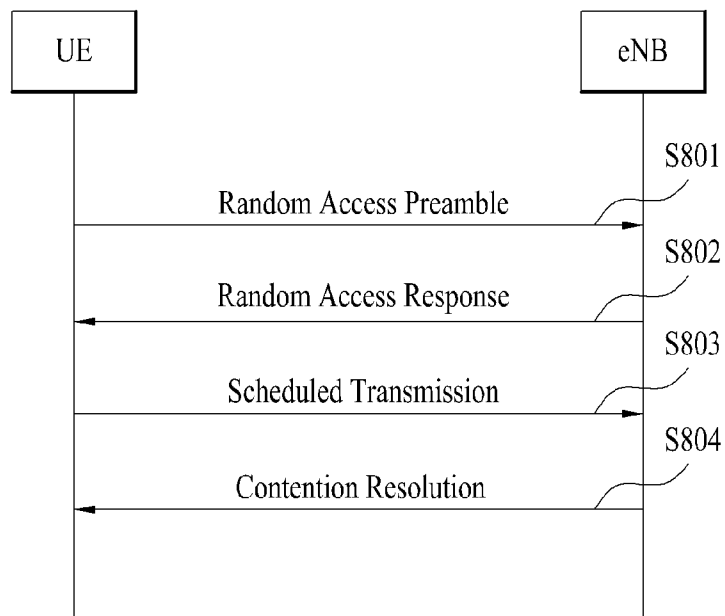 UE
eNB
S801
Random Access Preamble
S802
Random Access Response
S803
Scheduled Transmission
S804
Contention Resolution